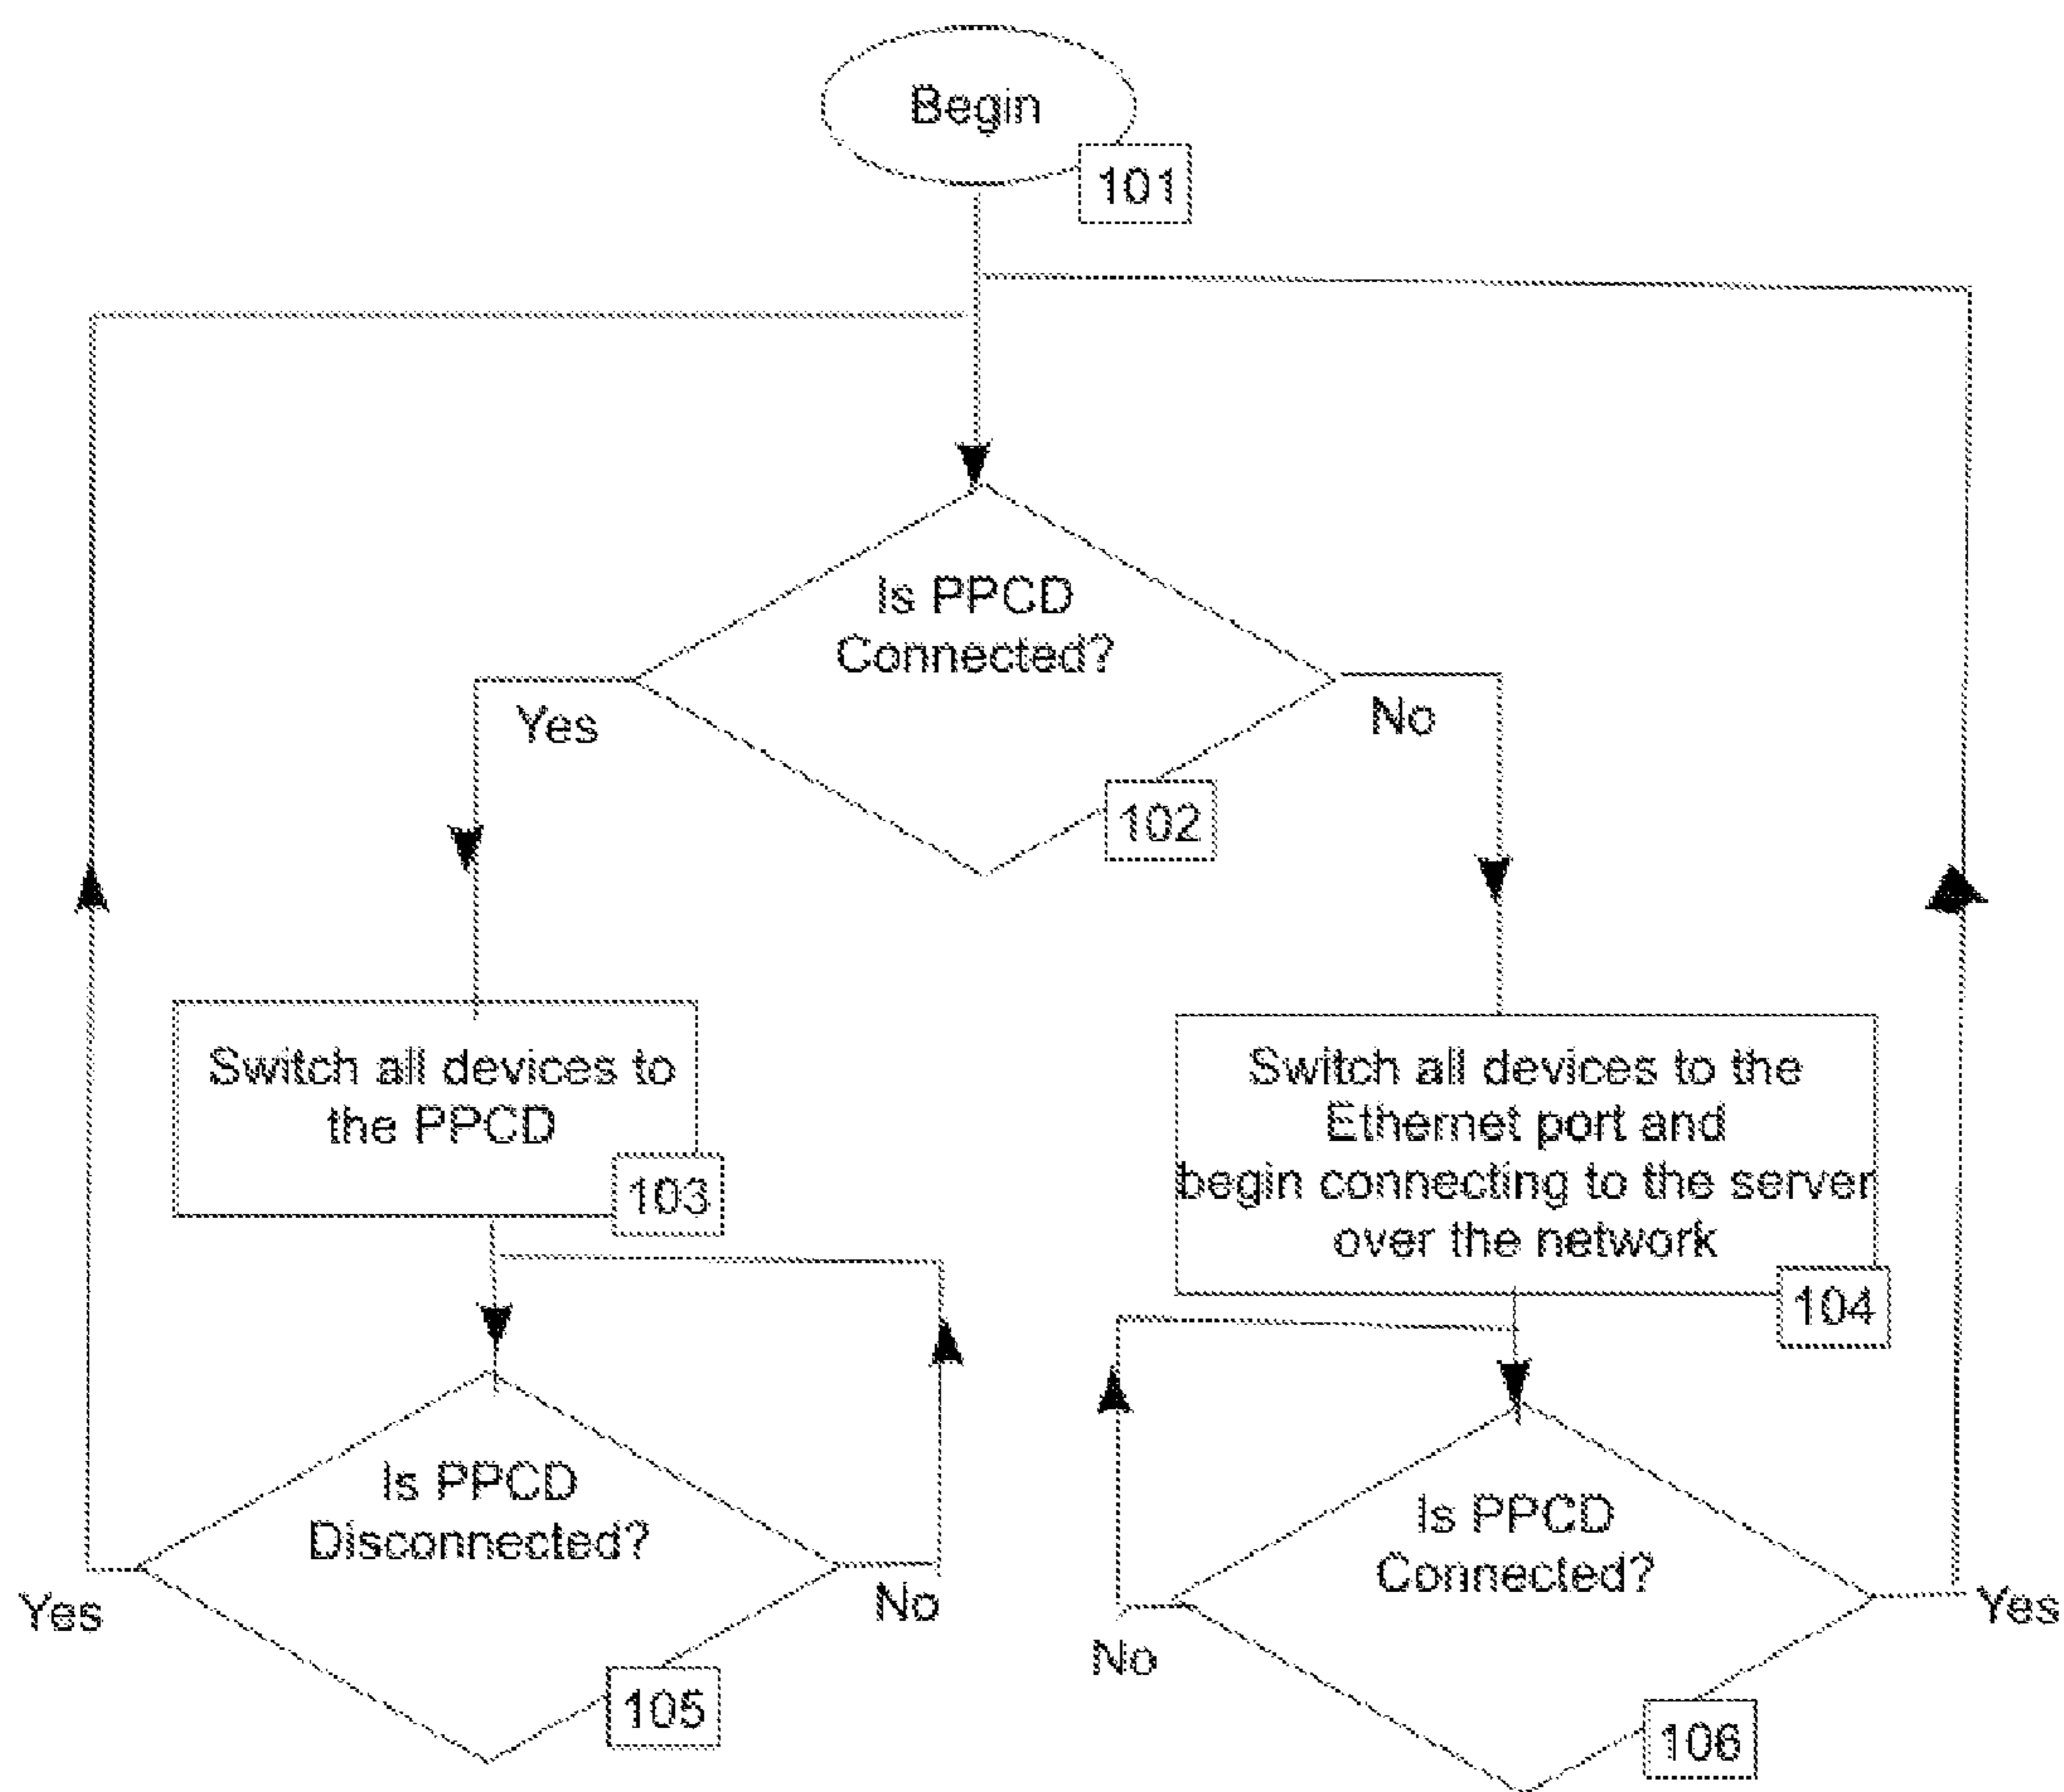 Begin
101
Is PPCD
Connected?
Yes
No
102
Switch all devices to
the PPCD
103
Switch all devices to the
Ethernet port and
begin connecting to the server
over the network
104
Is PPCD
Disconnected?
Yes
No
105
Is PPCD
Connected?
No
Yes
106